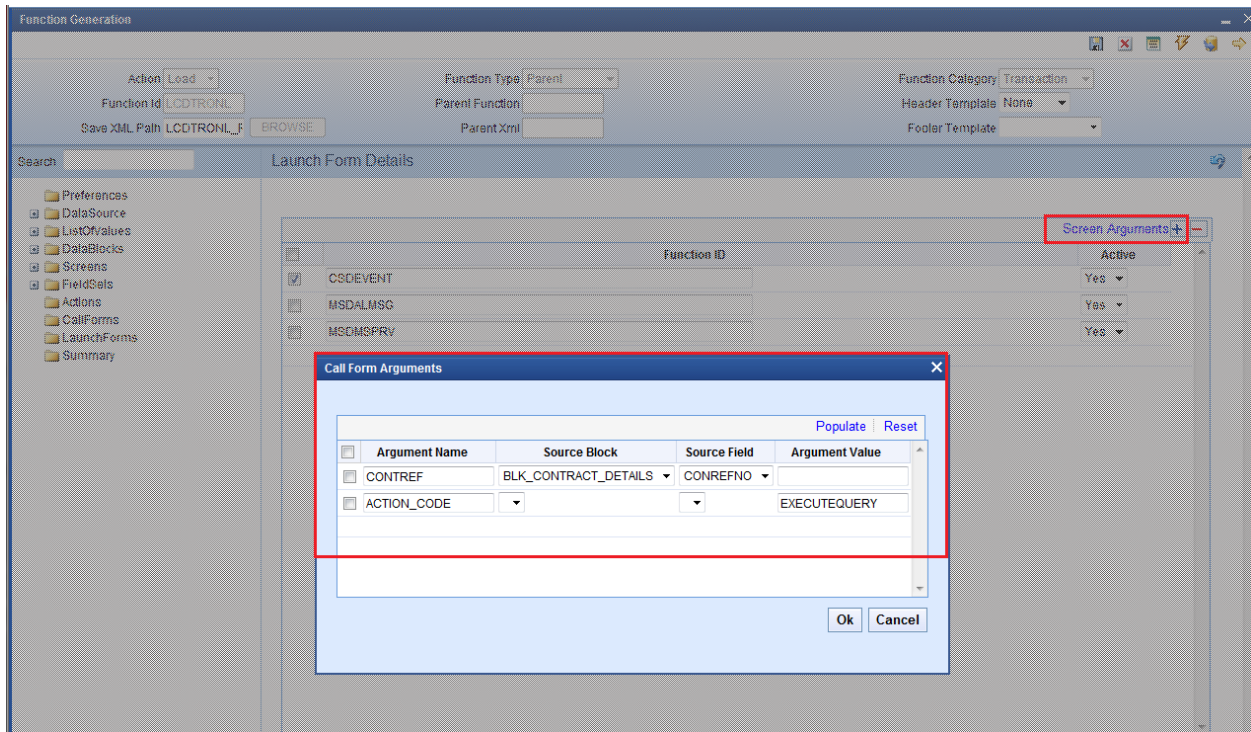 Function Generation
Action Load Function Type Parent Function Category Transaction
Function Id LCDTRONL Parent Function Header Template None
Save XML Path LCDTRONL_F BROWSE Parent Xml Footer Template
Search Launch Form Details
Preferences
DataSource
ListOfValues
DataBlocks
Screens
FieldSets
Actions
CallForms
LaunchForms
Summary
Screen Arguments
Function ID Active
CSDEVENT Yes
MSDALMSG Yes
MSDMSPRV Yes
Call Form Arguments
Populate Reset
Argument Name Source Block Source Field Argument Value
CONTREF BLK_CONTRACT_DETAILS CONREFNO
ACTION_CODE EXECUTEQUERY
Ok Cancel